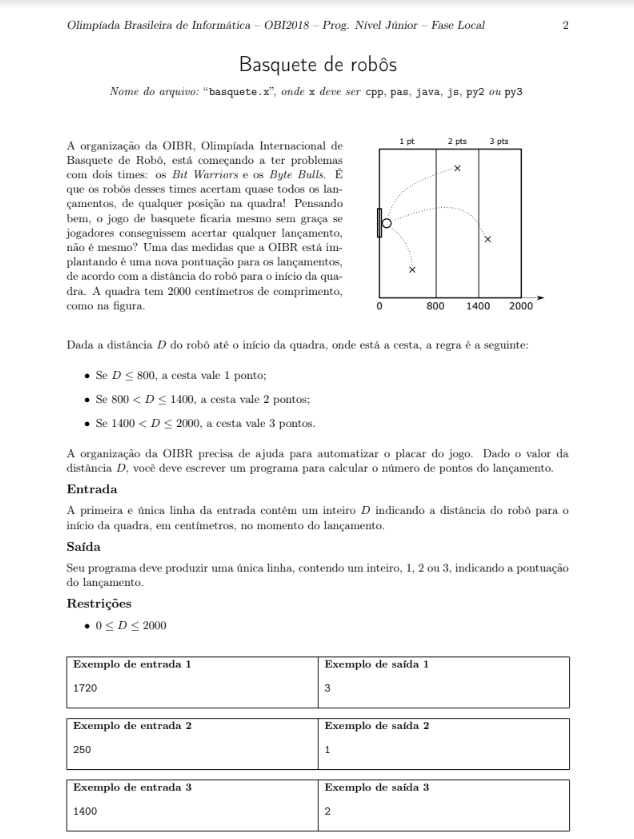 Olimpíada Brasileira de Informática – OBI2018 – Prog. Nível Júnior – Fase Local 2
Basquete de robôs
Nome do arquivo: “basquete.x”, onde x deve ser cpp, pas, java, js, py2 ou py3
A organização da OIBR, Olimpíada Internacional de
Basquete de Robô, está começando a ter problemas
com dois times: os Bit Warriors e os Byte Bulls. É
que os robôs desses times acertam quase todos os lan-
çamentos, de qualquer posição na quadra! Pensando
bem, o jogo de basquete ficaria mesmo sem graça se
jogadores conseguissem acertar qualquer lançamento,
não é mesmo? Uma das medidas que a OIBR está im-
plantando é uma nova pontuação para os lançamentos,
de acordo com a distância do robô para o início da qua-
dra. A quadra tem 2000 centímetros de comprimento,
como na figura.
1 pt 2 pts 3 pts
0 800 1400 2000
Dada a distância D do robô até o início da quadra, onde está a cesta, a regra é a seguinte:
• Se D ≤ 800, a cesta vale 1 ponto;
• Se 800 < D ≤ 1400, a cesta vale 2 pontos;
• Se 1400 < D ≤ 2000, a cesta vale 3 pontos.
A organização da OIBR precisa de ajuda para automatizar o placar do jogo. Dado o valor da
distância D, você deve escrever um programa para calcular o número de pontos do lançamento.
Entrada
A primeira e única linha da entrada contém um inteiro D indicando a distância do robô para o
início da quadra, em centímetros, no momento do lançamento.
Saída
Seu programa deve produzir uma única linha, contendo um inteiro, 1, 2 ou 3, indicando a pontuação
do lançamento.
Restrições
• 0 ≤ D ≤ 2000
Exemplo de entrada 1 Exemplo de saída 1
1720 3
Exemplo de entrada 2 Exemplo de saída 2
250 1
Exemplo de entrada 3 Exemplo de saída 3
1400 2